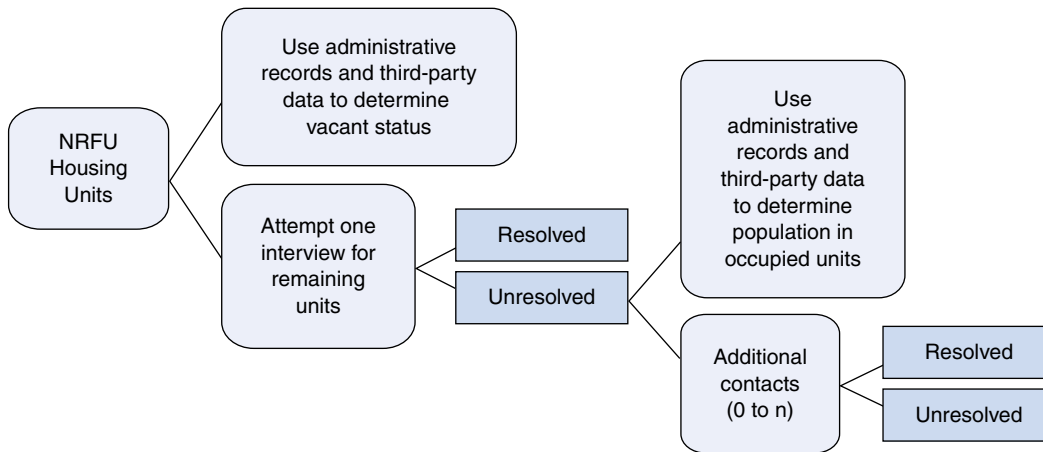 NRFU
Housing
Units
Use administrative
records and third-party
data to determine
vacant status
Attempt one
interview for
remaining
units
Resolved
Unresolved
Use
administrative
records and
third-party data
to determine
population in
occupied units
Additional
contacts
(0 to n)
Resolved
Unresolved